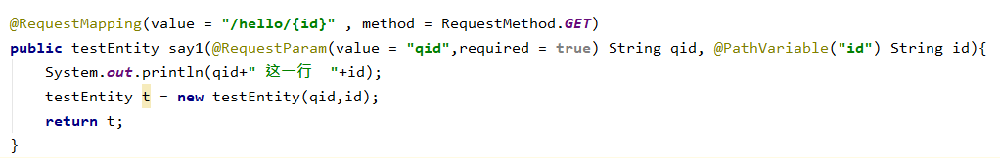 @RequestMapping(value = "/hello/{id}" , method = RequestMethod.GET)
public testEntity say1(@RequestParam(value = "qid",required = true) String qid, @PathVariable("id") String id){
    System.out.println(qid+" 这一行  "+id);
    testEntity t = new testEntity(qid,id);
    return t;
}